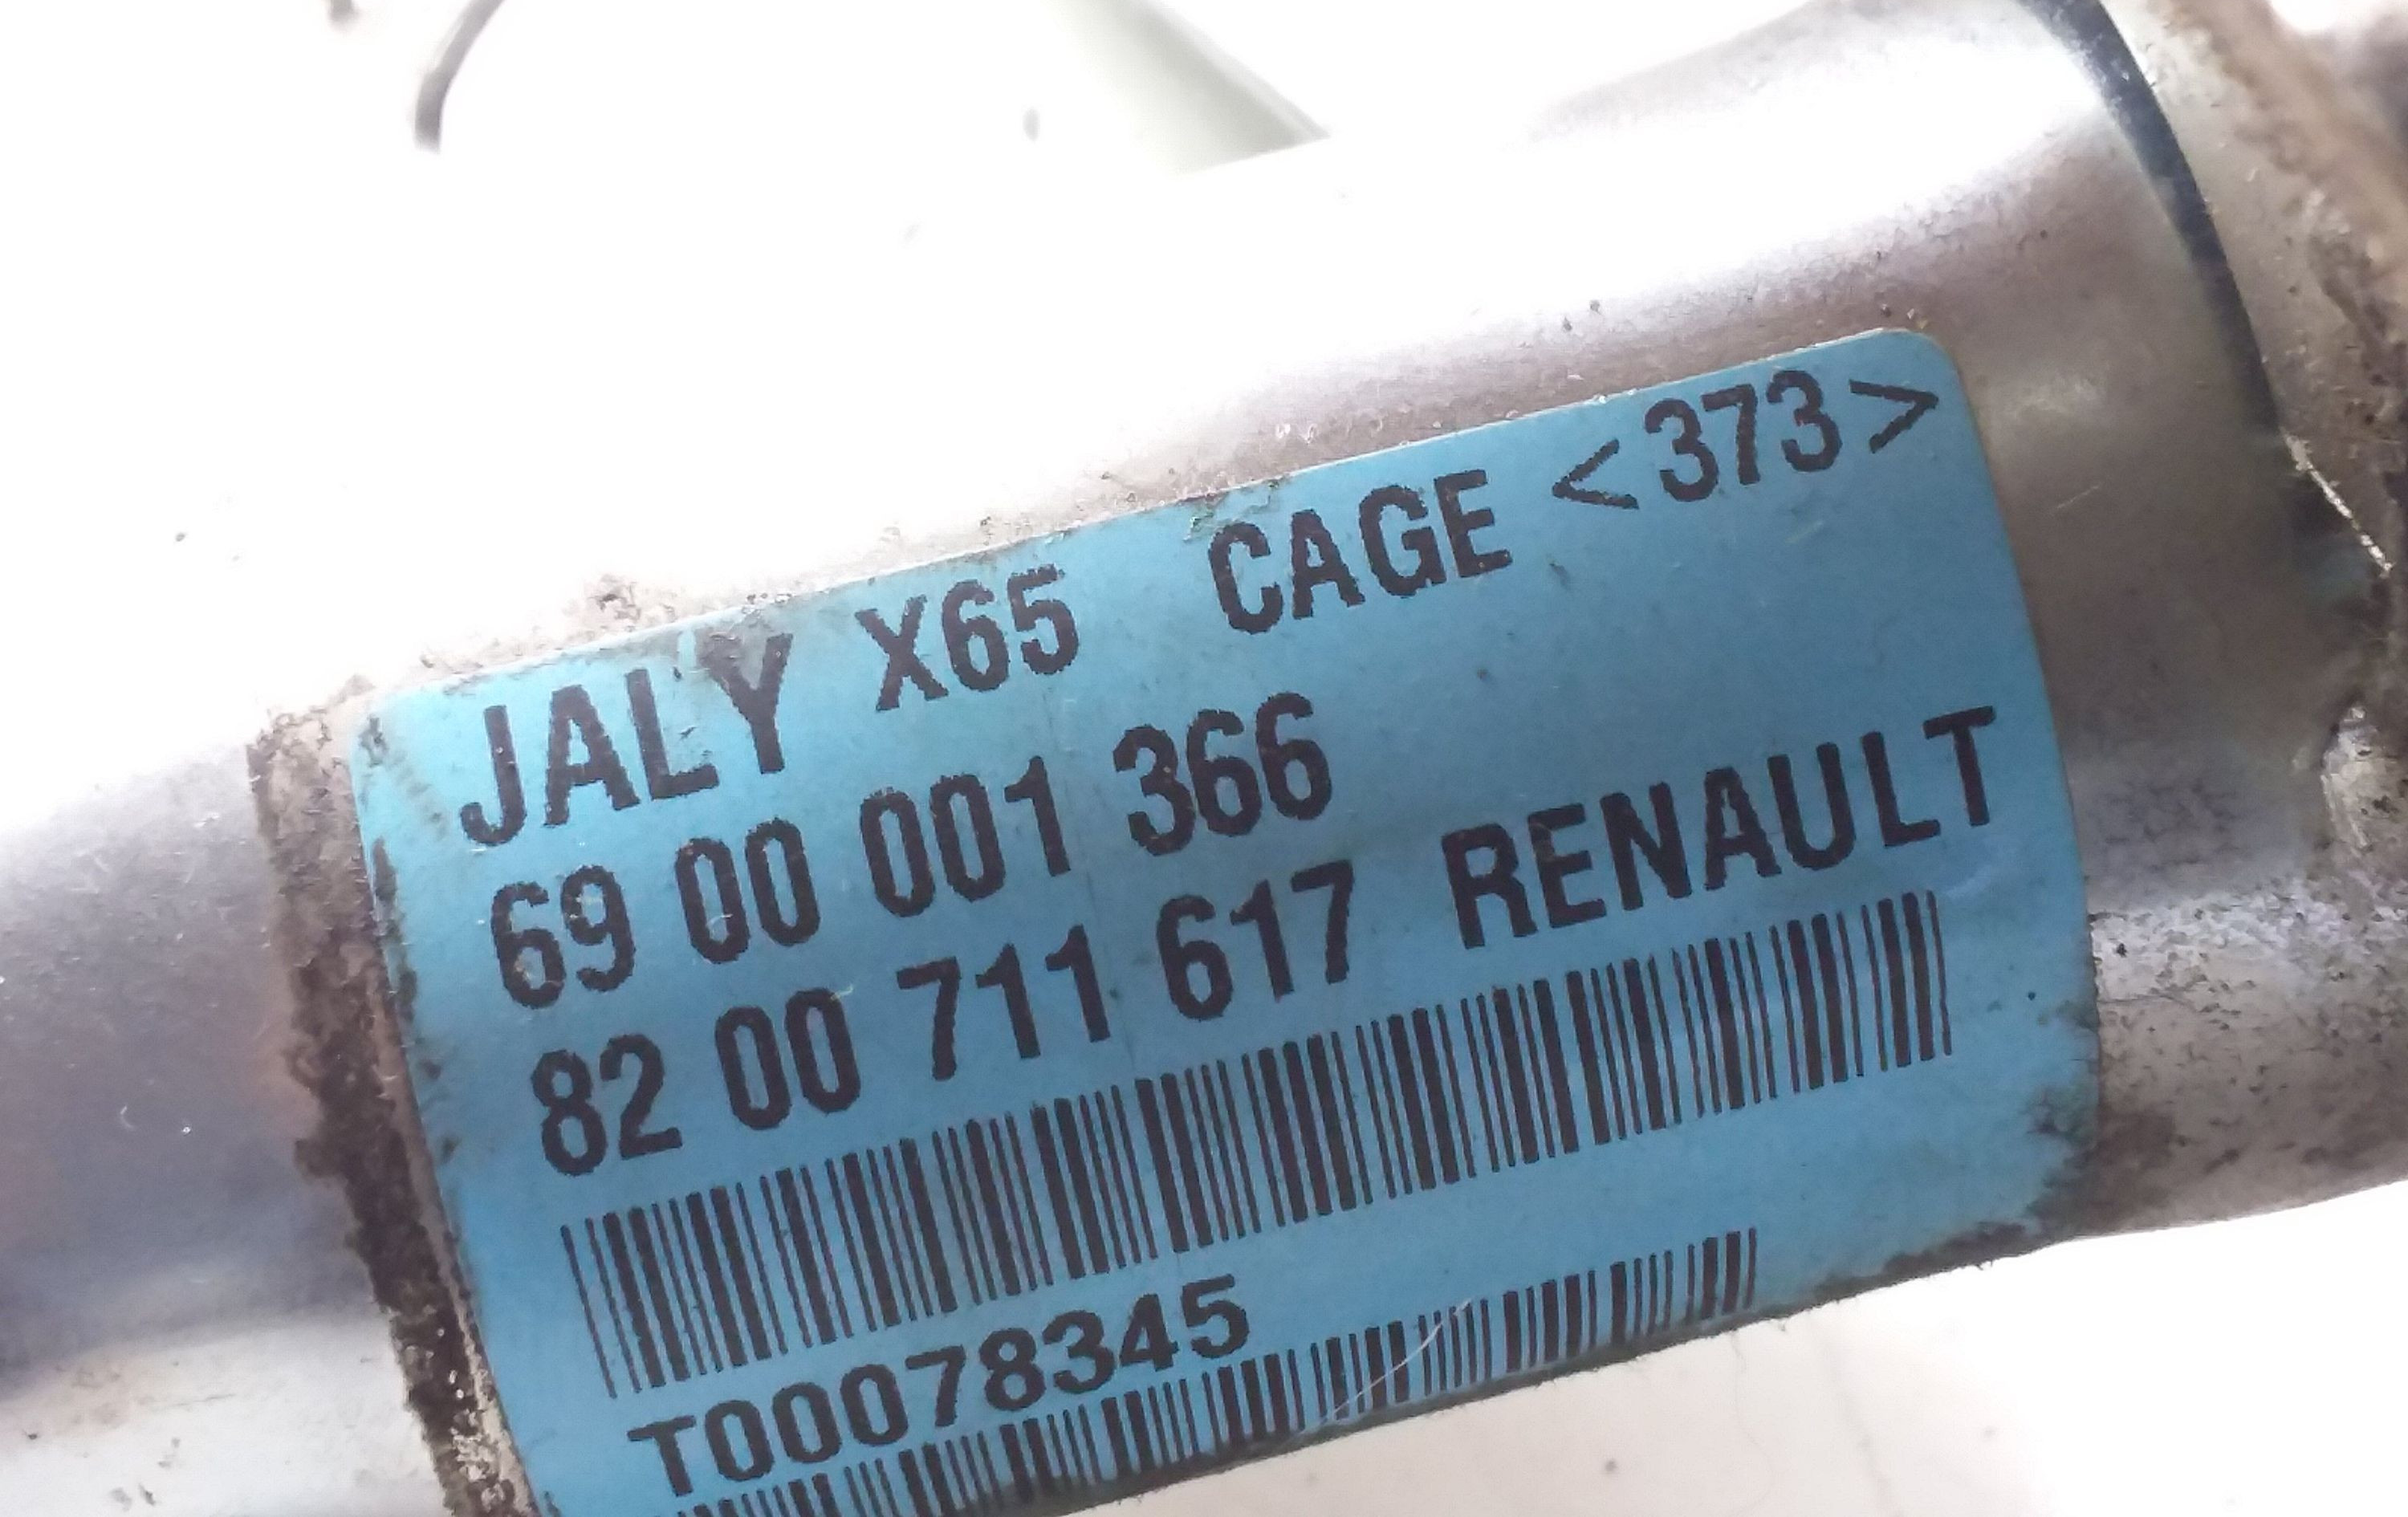 JALY X65 CAGE <373>
69 00 001 366
82 00 711 617 RENAULT
T00078345